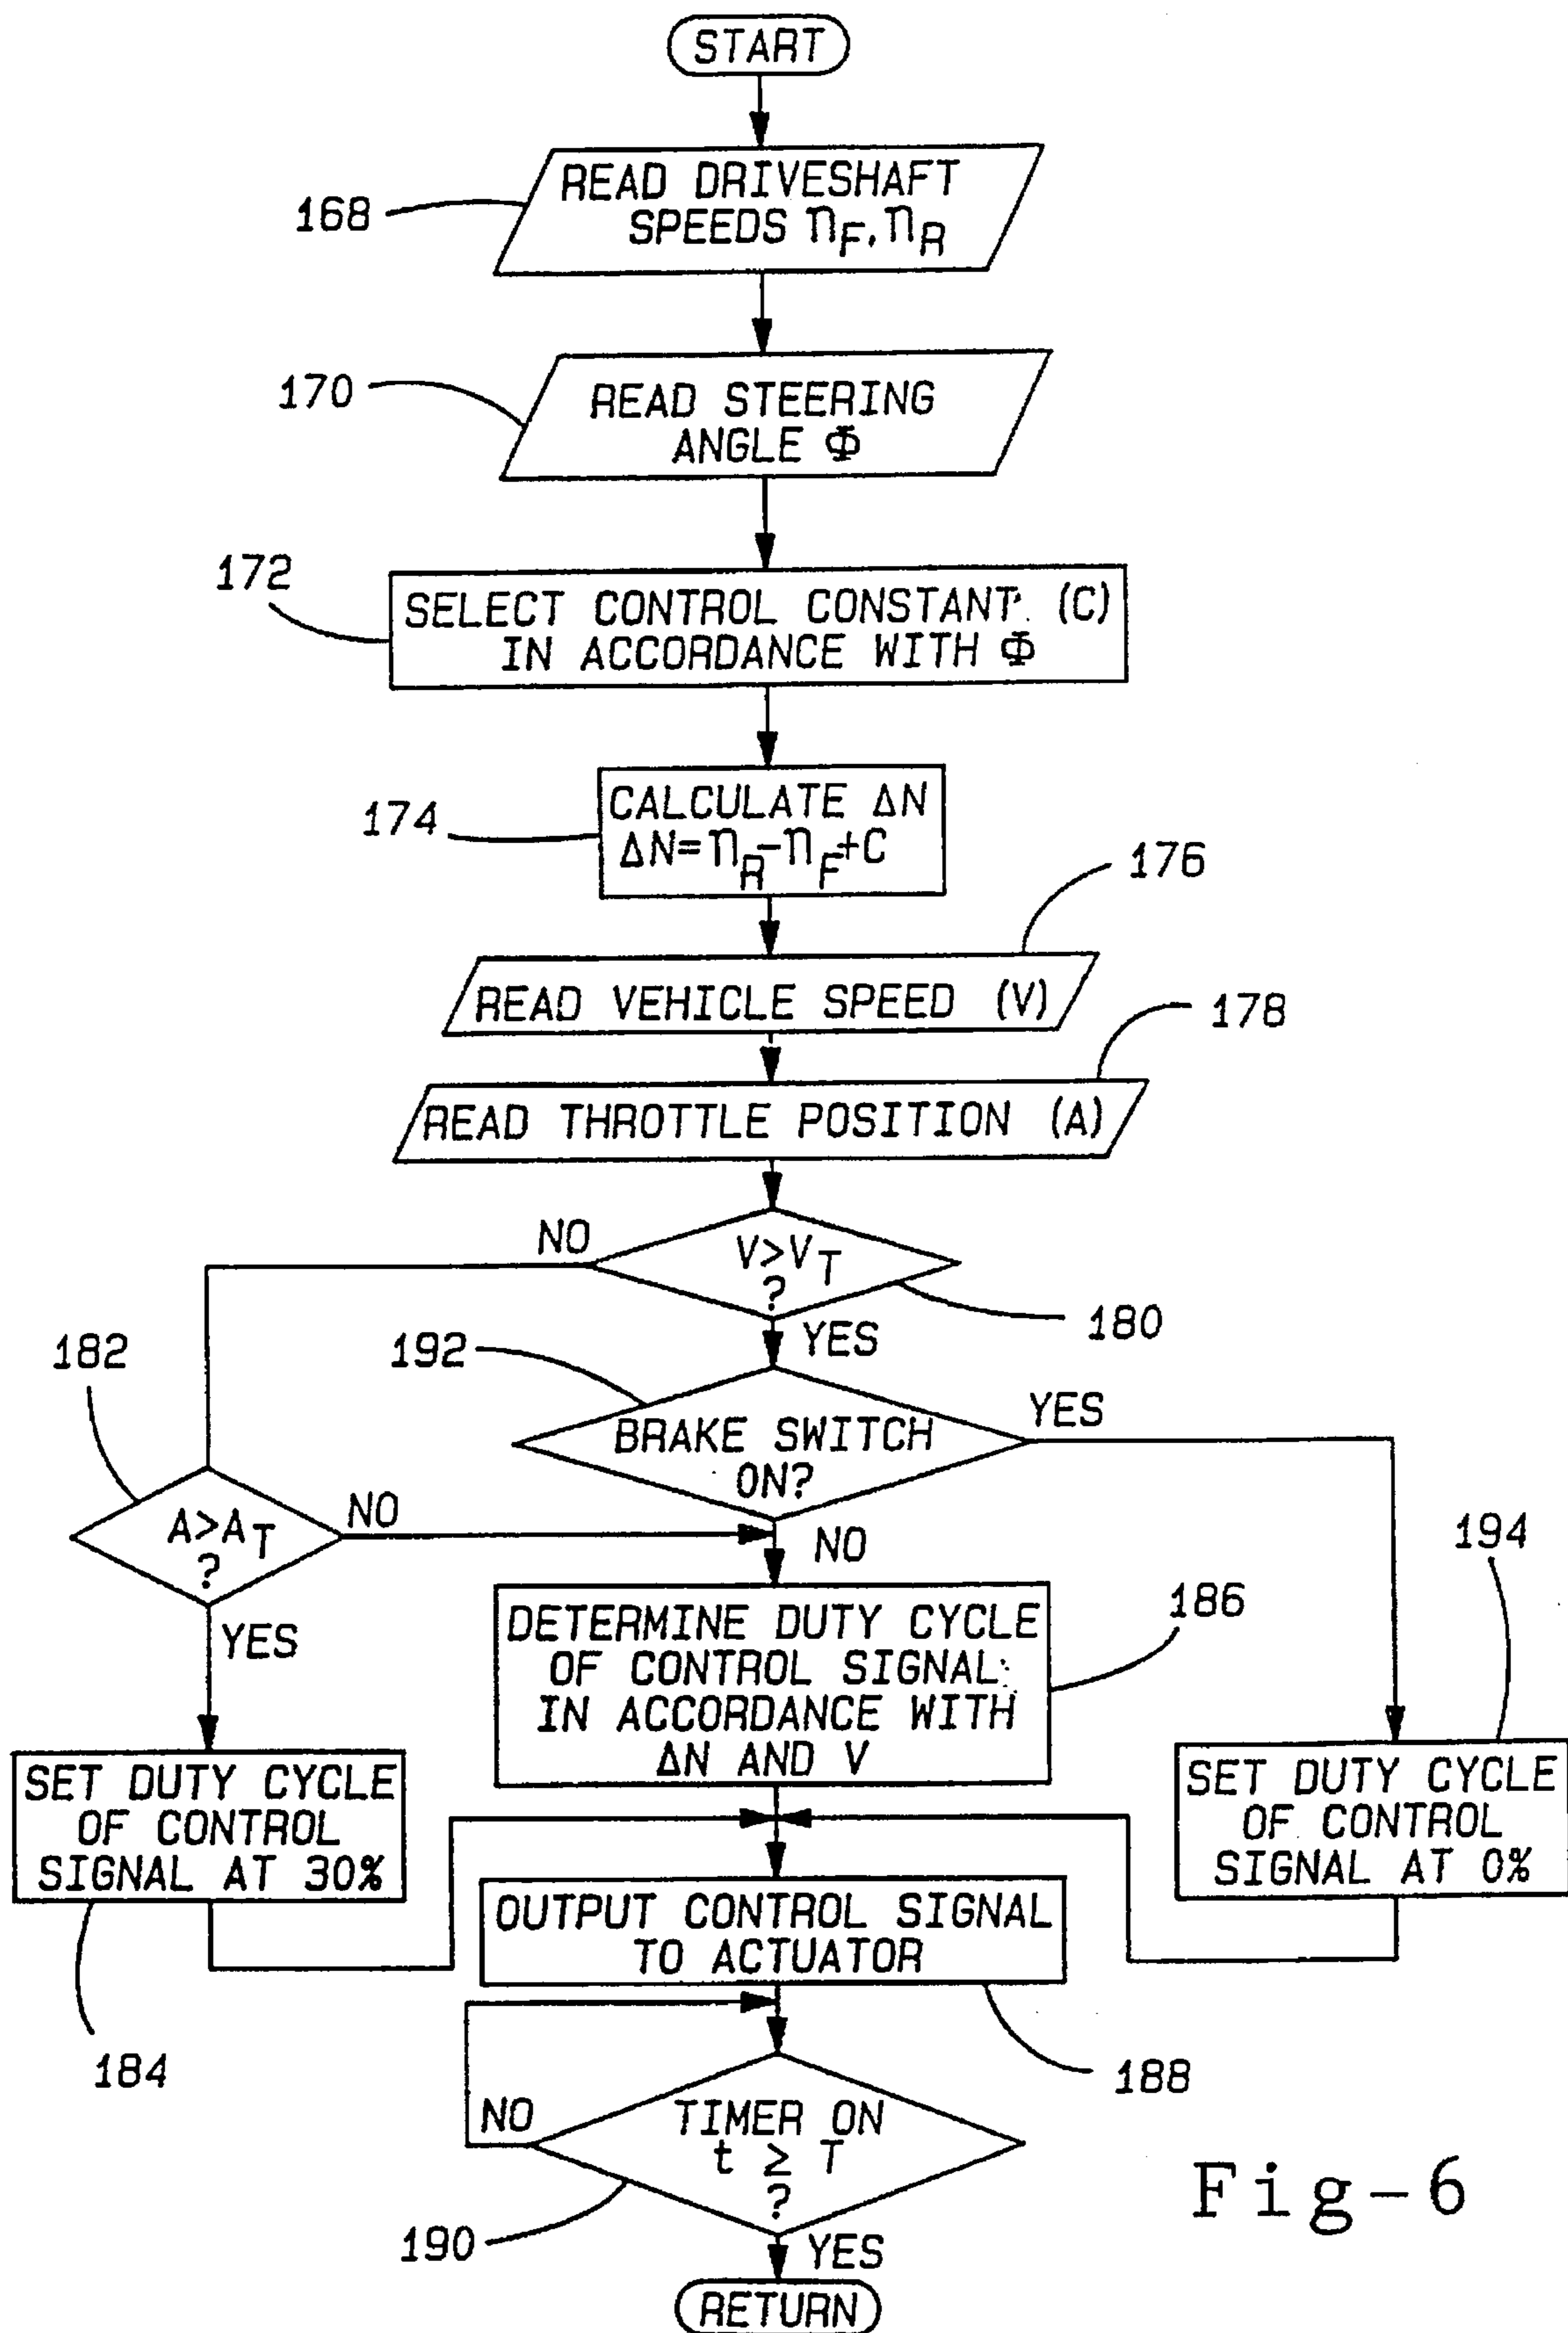 START
READ DRIVESHAFT
SPEEDS ηF, ηR
168
READ STEERING
ANGLE Φ
170
SELECT CONTROL CONSTANT (C)
IN ACCORDANCE WITH Φ
172
CALCULATE ΔN
ΔN=ηR-ηF+C
174
READ VEHICLE SPEED (V)
176
READ THROTTLE POSITION (A)
178
V>VT
?
NO
YES
180
192
BRAKE SWITCH
ON?
YES
NO
182
A>AT
?
NO
YES
DETERMINE DUTY CYCLE
OF CONTROL SIGNAL
IN ACCORDANCE WITH
ΔN AND V
186
194
SET DUTY CYCLE
OF CONTROL
SIGNAL AT 30%
184
SET DUTY CYCLE
OF CONTROL
SIGNAL AT 0%
OUTPUT CONTROL SIGNAL
TO ACTUATOR
188
TIMER ON
t ≥ T
?
NO
YES
190
RETURN
Fig-6